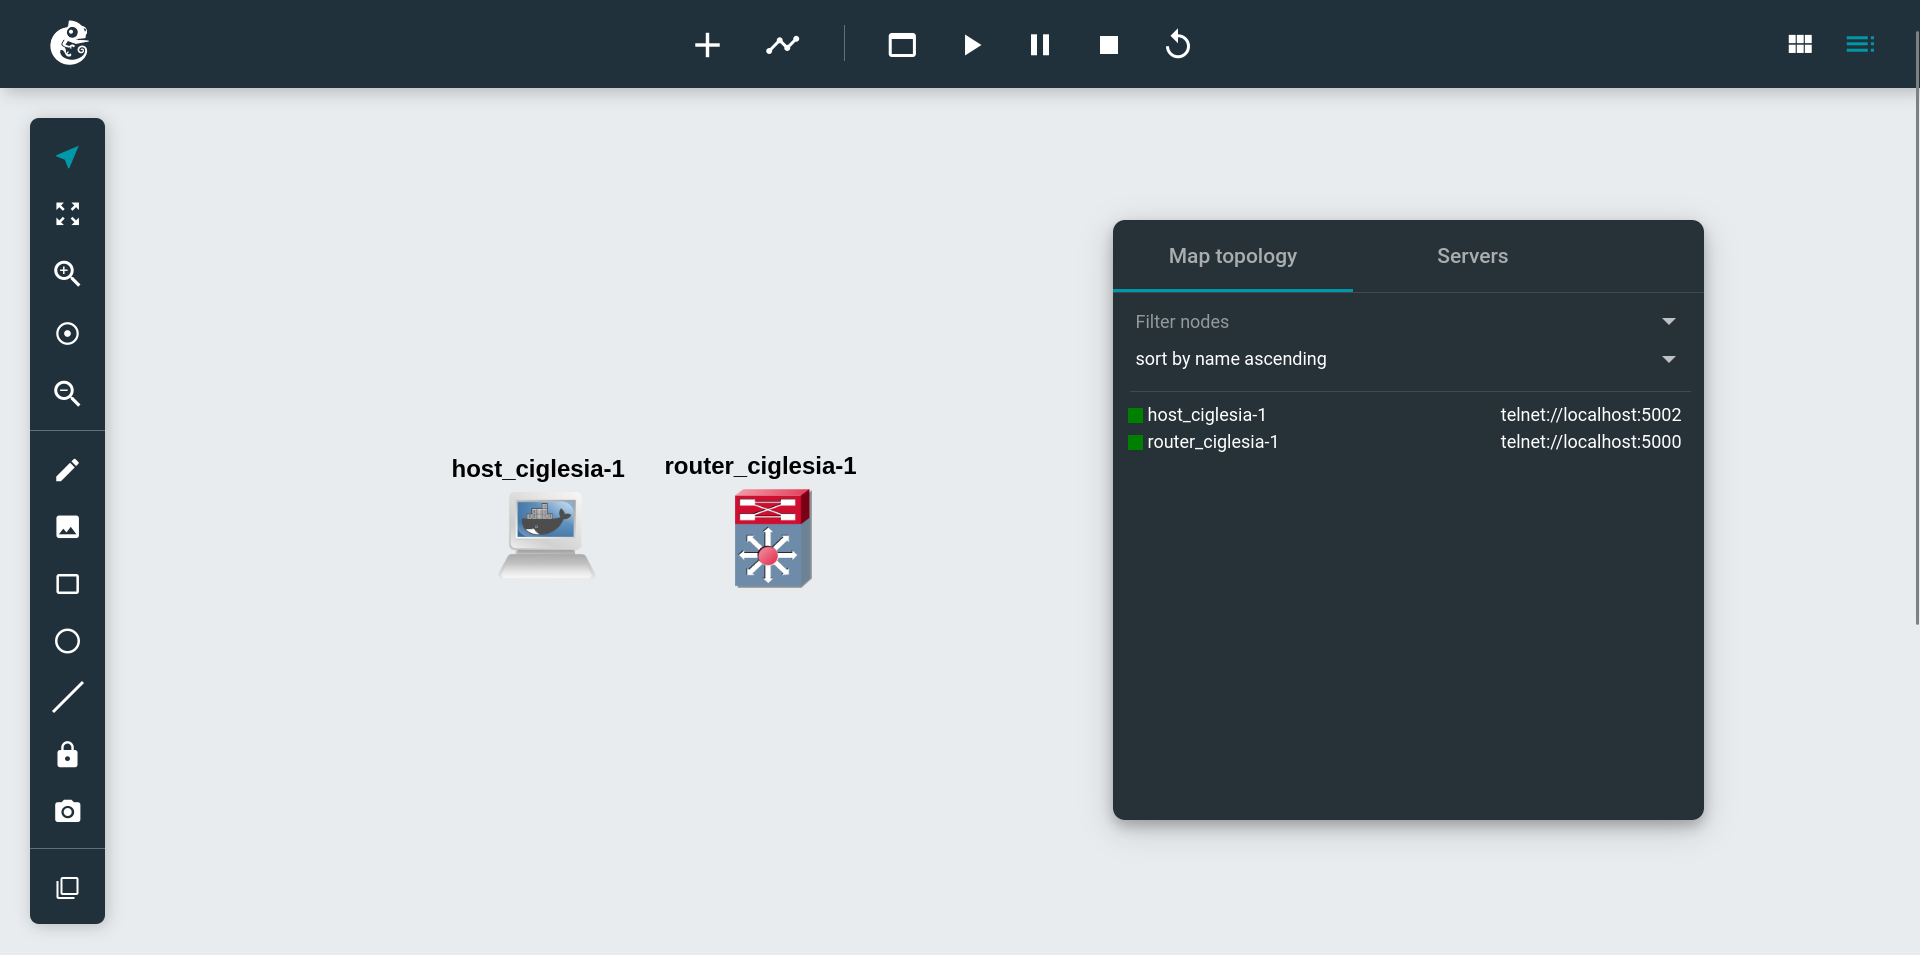 host_ciglesia-1
router_ciglesia-1
Map topology
Servers
Filter nodes
sort by name ascending
host_ciglesia-1 telnet://localhost:5002
router_ciglesia-1 telnet://localhost:5000